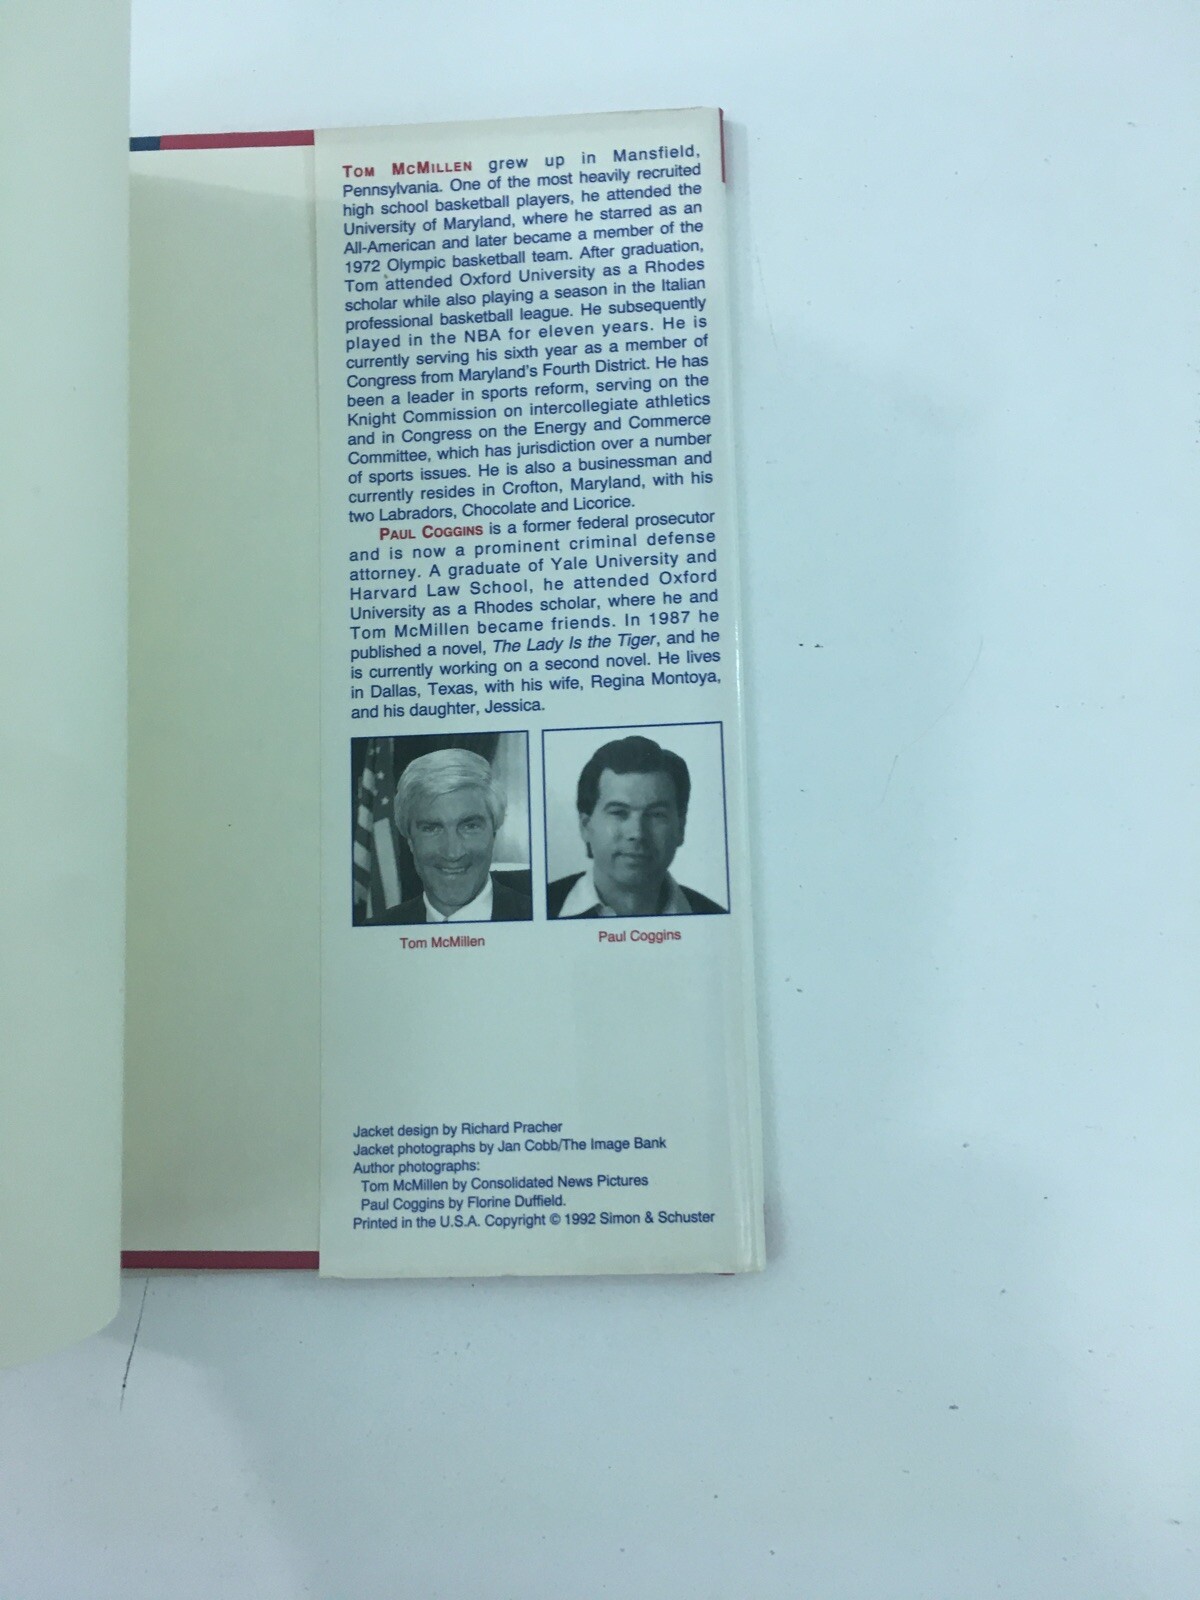 TOM MCMILLEN grew up in Mansfield,
Pennsylvania. One of the most heavily recruited
high school basketball players, he attended the
University of Maryland, where he starred as an
All-American and later became a member of the
1972 Olympic basketball team. After graduation,
Tom attended Oxford University as a Rhodes
scholar while also playing a season in the Italian
professional basketball league. He subsequently
played in the NBA for eleven years. He is
currently serving his sixth year as a member of
Congress from Maryland's Fourth District. He has
been a leader in sports reform, serving on the
Knight Commission on intercollegiate athletics
and in Congress on the Energy and Commerce
Committee, which has jurisdiction over a number
of sports issues. He is also a businessman and
currently resides in Crofton, Maryland, with his
two Labradors, Chocolate and Licorice.
PAUL COGGINS is a former federal prosecutor
and is now a prominent criminal defense
attorney. A graduate of Yale University and
Harvard Law School, he attended Oxford
University as a Rhodes scholar, where he and
Tom McMillen became friends. In 1987 he
published a novel, The Lady Is the Tiger, and he
is currently working on a second novel. He lives
in Dallas, Texas, with his wife, Regina Montoya,
and his daughter, Jessica.
Tom McMillen
Paul Coggins
Jacket design by Richard Pracher
Jacket photographs by Jan Cobb/The Image Bank
Author photographs:
Tom McMillen by Consolidated News Pictures
Paul Coggins by Florine Duffield.
Printed in the U.S.A. Copyright © 1992 Simon & Schuster